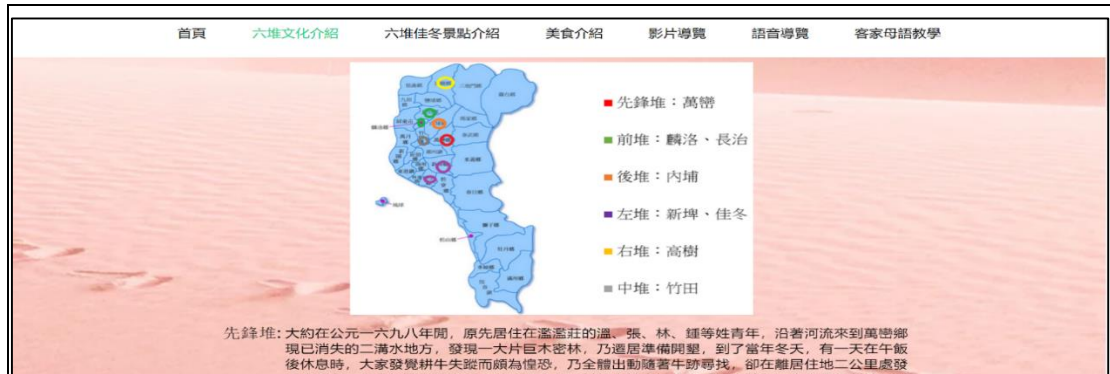 首頁
六堆文化介紹
六堆佳冬景點介紹
美食介紹
影片導覽
語音導覽
客家母語教學
先鋒堆：萬巒
前堆：麟洛、長治
後堆：內埔
左堆：新埤、佳冬
右堆：高樹
中堆：竹田
先鋒堆：大約在公元一六九八年間，原先居住在濫濫莊的溫、張、林、鍾等姓青年，沿著河流來到萬巒鄉
現已消失的二溝水地方，發現一大片巨木密林，乃遷居準備開墾，到了當年冬天，有一天在午飯
後休息時，大家發覺耕牛失蹤而頗為惶恐，乃全體出動隨著牛跡尋找，卻在離居住地二公里處發